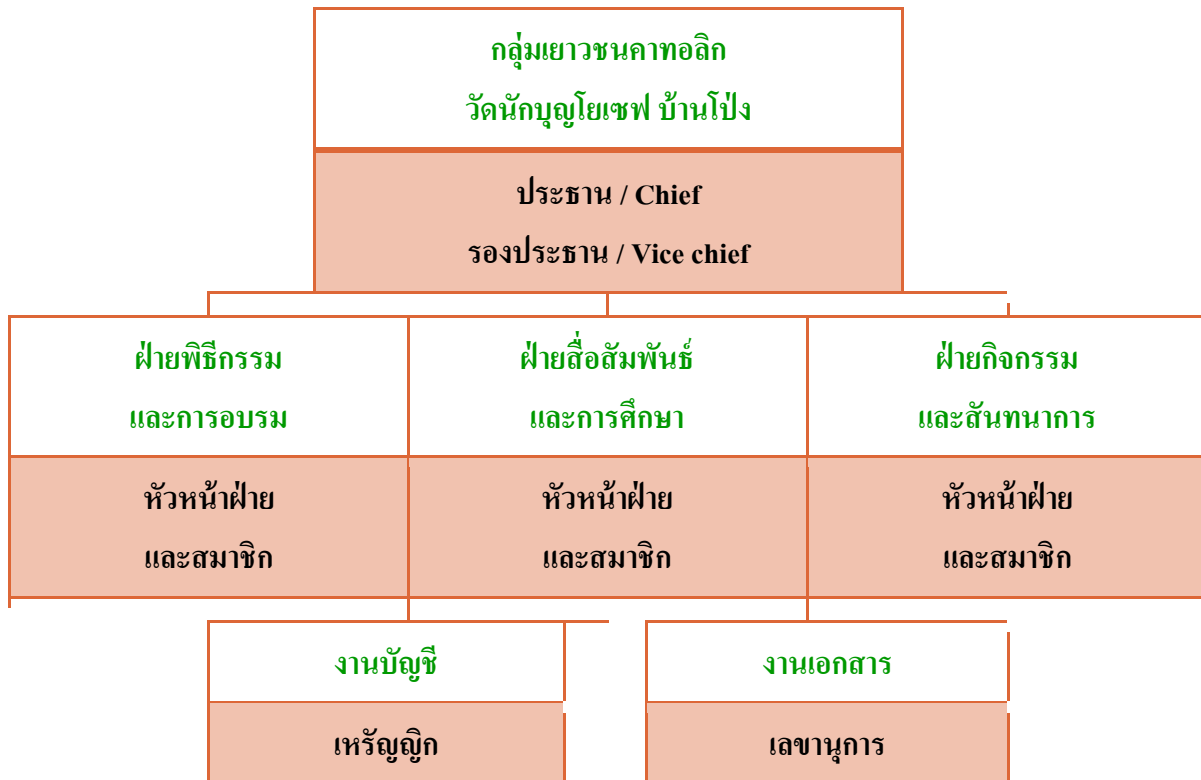 กลุ่มเยาวชนคาทอลิก
วัดนักบุญโยเซฟ บ้านโป่ง
ประธาน / Chief
รองประธาน / Vice chief
ฝ่ายพิธีกรรม
และการอบรม
ฝ่ายสื่อสัมพันธ์
และการศึกษา
ฝ่ายกิจกรรม
และสันทนาการ
หัวหน้าฝ่าย
และสมาชิก
หัวหน้าฝ่าย
และสมาชิก
หัวหน้าฝ่าย
และสมาชิก
งานบัญชี
งานเอกสาร
เหรัญญิก
เลขานุการ